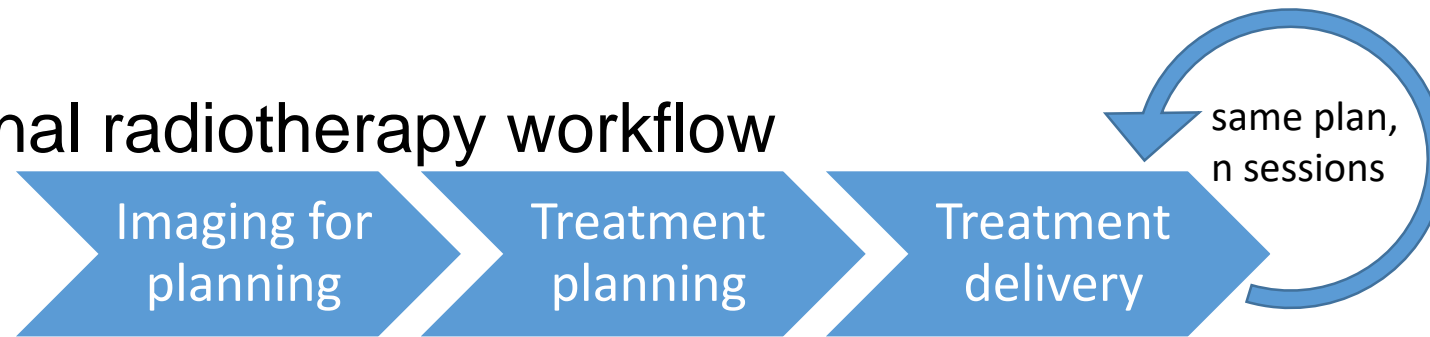 nal radiotherapy workflow
same plan,
n sessions
Imaging for
planning
Treatment
planning
Treatment
delivery